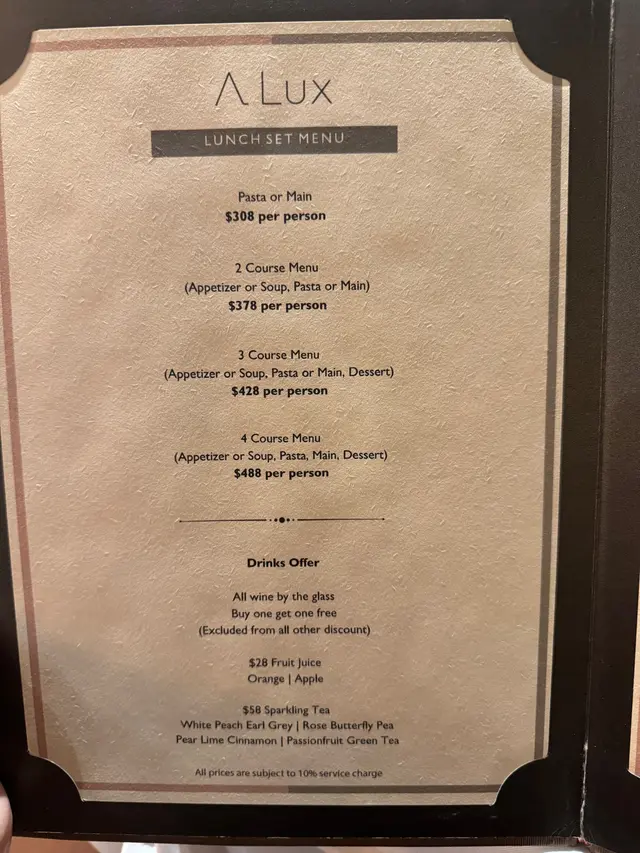 A LUX
LUNCH SET MENU
Pasta or Main
$308 per person
2 Course Menu
(Appetizer or Soup, Pasta or Main)
$378 per person
3 Course Menu
(Appetizer or Soup, Pasta or Main, Dessert)
$428 per person
4 Course Menu
(Appetizer or Soup, Pasta, Main, Dessert)
$488 per person
Drinks Offer
All wine by the glass
Buy one get one free
(Excluded from all other discount)
$28 Fruit Juice
Orange | Apple
$58 Sparkling Tea
White Peach Earl Grey | Rose Butterfly Pea
Pear Lime Cinnamon | Passionfruit Green Tea
All prices are subject to 10% service charge